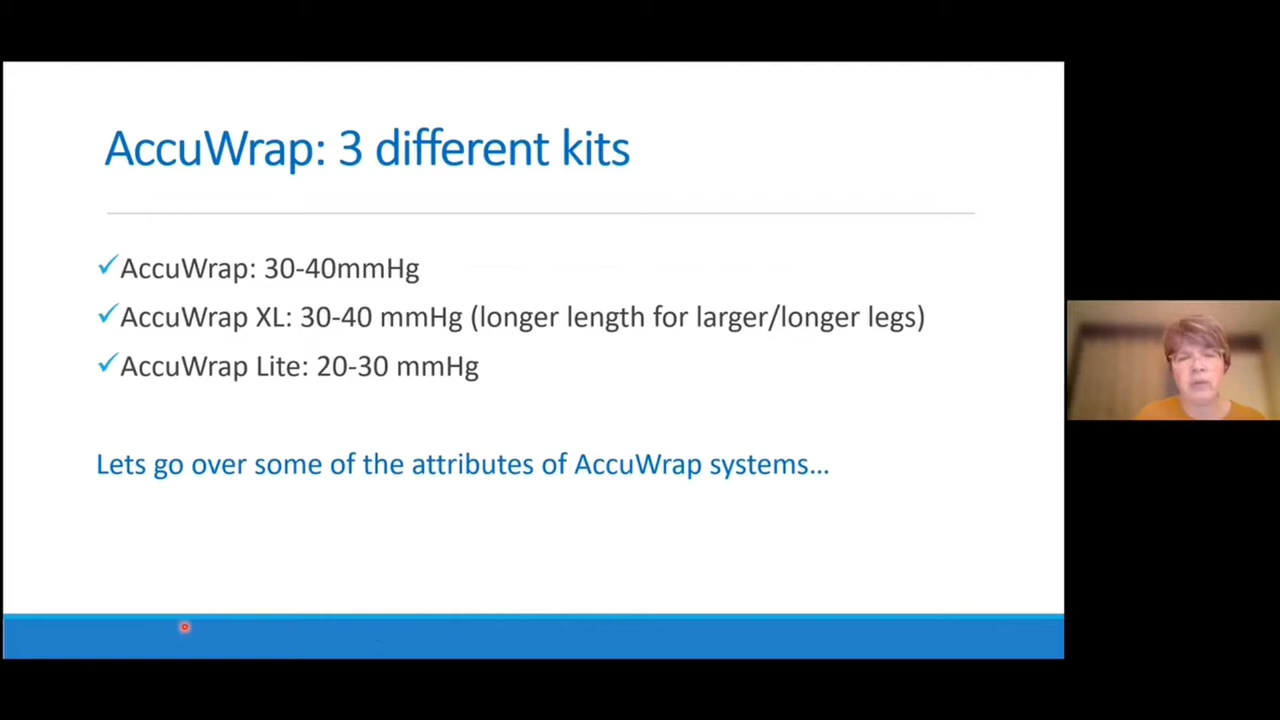 AccuWrap: 3 different kits
✓AccuWrap: 30-40mmHg
✓AccuWrap XL: 30-40 mmHg (longer length for larger/longer legs)
✓AccuWrap Lite: 20-30 mmHg
Lets go over some of the attributes of AccuWrap systems...